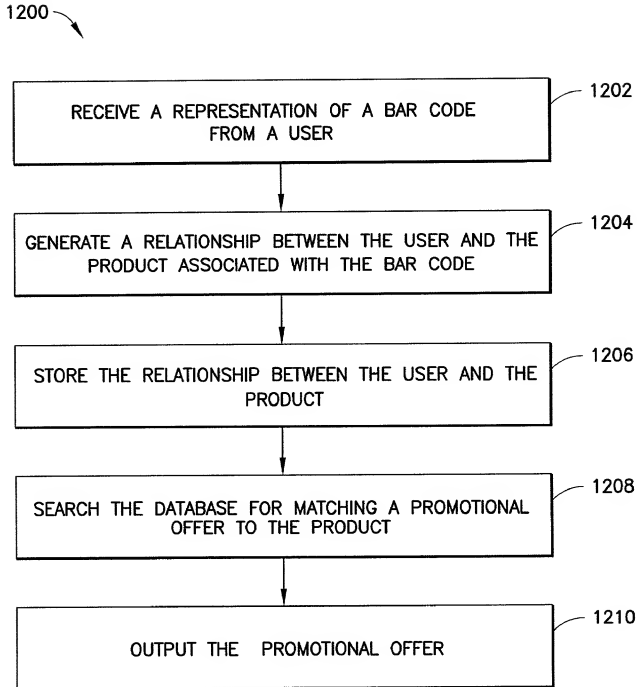 1200
1202
RECEIVE A REPRESENTATION OF A BAR CODE
FROM A USER
1204
GENERATE A RELATIONSHIP BETWEEN THE USER AND THE
PRODUCT ASSOCIATED WITH THE BAR CODE
1206
STORE THE RELATIONSHIP BETWEEN THE USER AND THE
PRODUCT
1208
SEARCH THE DATABASE FOR MATCHING A PROMOTIONAL
OFFER TO THE PRODUCT
1210
OUTPUT THE PROMOTIONAL OFFER